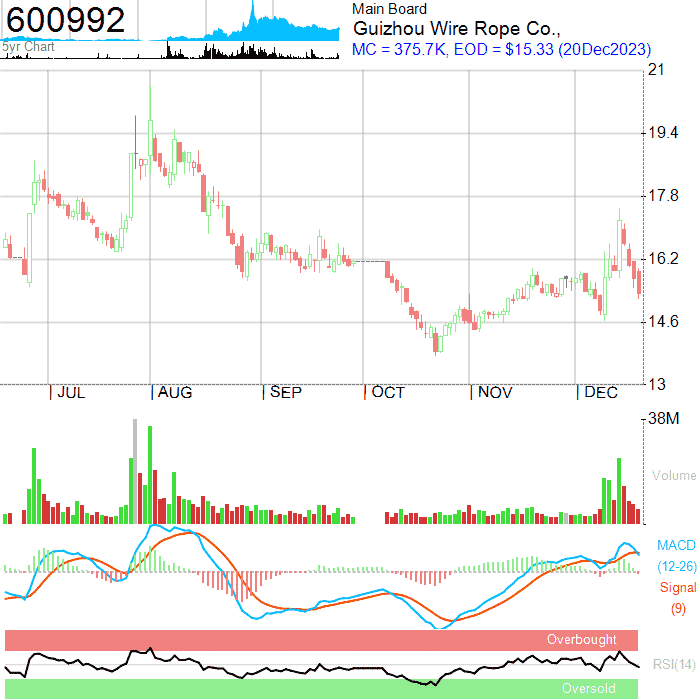 600992
5yr Chart
Main Board
Guizhou Wire Rope Co.,
MC = 375.7K, EOD = $15.33 (20Dec2023)
21
19.4
17.8
16.2
14.6
13
JUL
AUG
SEP
OCT
NOV
DEC
38M
Volume
MACD
(12-26)
Signal
(9)
Overbought
RSI(14)
Oversold